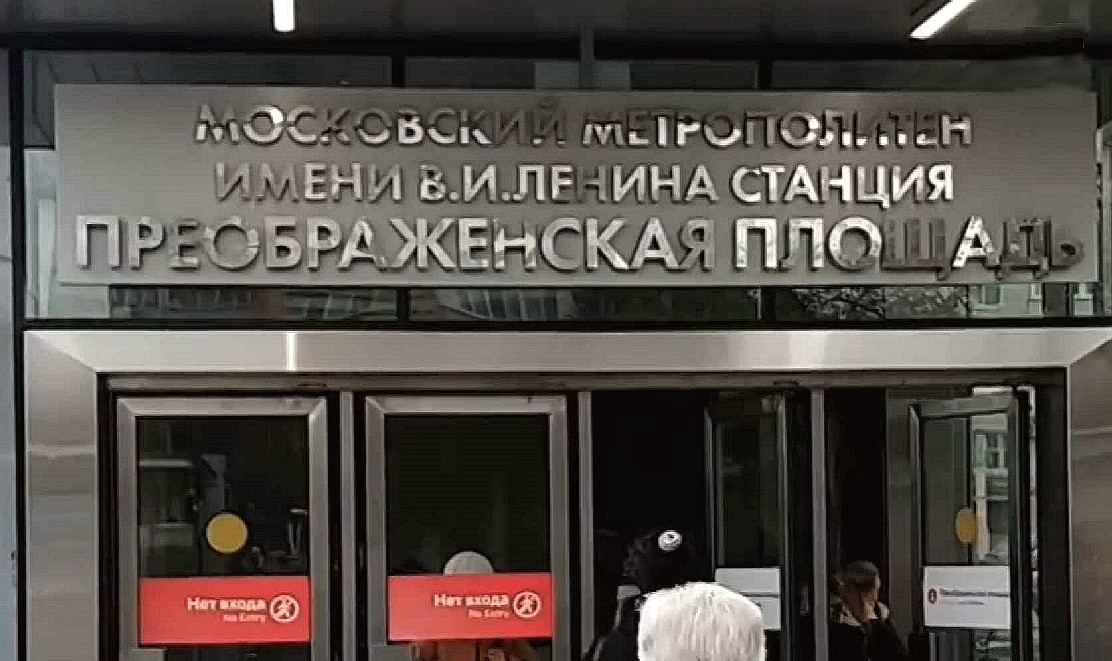 МОСКОВСКИЙ МЕТРОПОЛИТЕН
ИМЕНИ В.И.ЛЕНИНА СТАНЦИЯ
ПРЕОБРАЖЕНСКАЯ ПЛОЩАДЬ
Нет входа
No Entry
Нет входа
No Entry